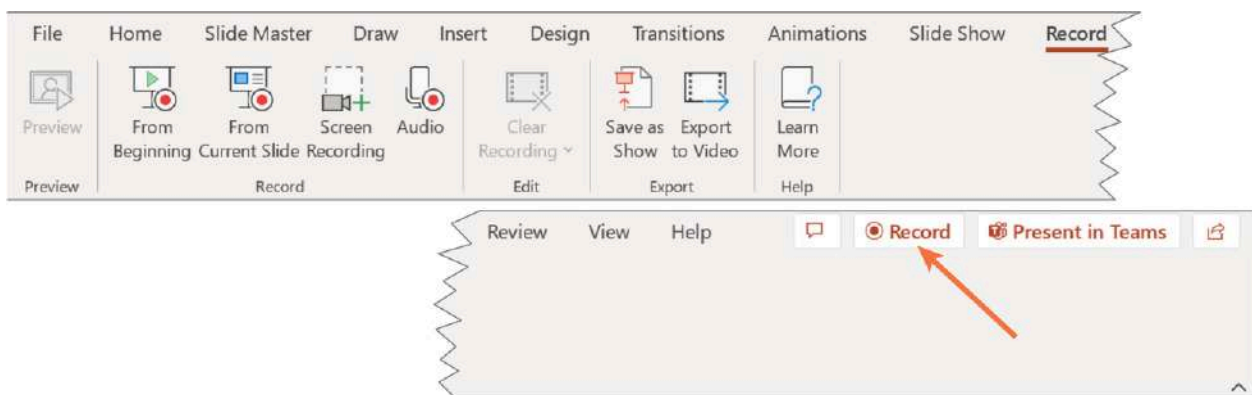 File Home Slide Master Draw Insert Design Transitions Animations Slide Show Record
Preview From Beginning From Current Slide Screen Recording Audio Clear Recording Save as Show Export to Video Learn More
Preview Record Edit Export Help
Review View Help Record Present in Teams